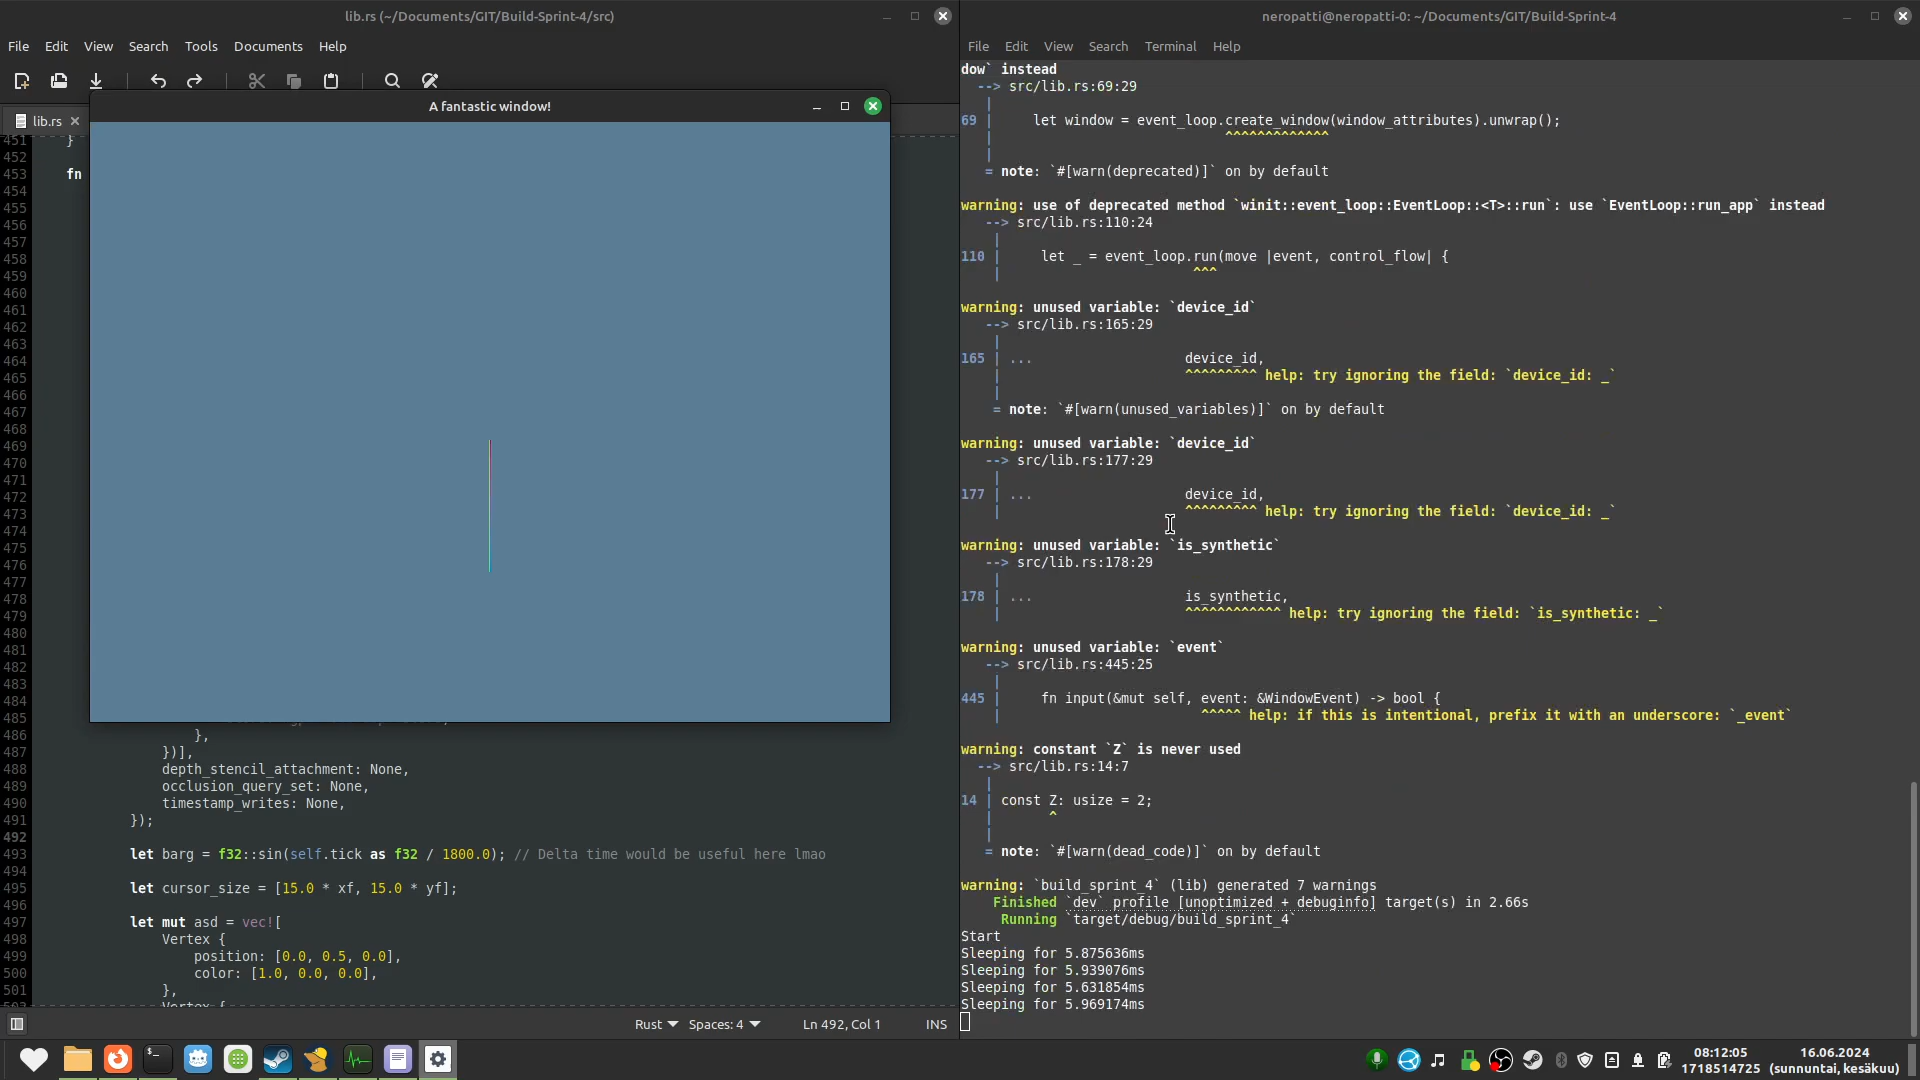 lib.rs (~/Documents/GIT/Build-Sprint-4/src)
File Edit View Search Tools Documents Help
lib.rs
A fantastic window!
451 }
452
453 fn
454
455
456
457
458
459
460
461
462
463
464
465
466
467
468
469
470
471
472
473
474
475
476
477
478
479
480
481
482
483
484
485
486 },
487 })],
488 depth_stencil_attachment: None,
489 occlusion_query_set: None,
490 timestamp_writes: None,
491 });
492
493 let barg = f32::sin(self.tick as f32 / 1800.0); // Delta time would be useful here lmao
494
495 let cursor_size = [15.0 * xf, 15.0 * yf];
496
497 let mut asd = vec![
498 Vertex {
499 position: [0.0, 0.5, 0.0],
500 color: [1.0, 0.0, 0.0],
501 },
Rust Spaces: 4 Ln 492, Col 1 INS
neropatti@neropatti-0: ~/Documents/GIT/Build-Sprint-4
File Edit View Search Terminal Help
dow` instead
--> src/lib.rs:69:29
|
69 | let window = event_loop.create_window(window_attributes).unwrap();
| ^^^^^^^^^^^^^
|
= note: `#[warn(deprecated)]` on by default
warning: use of deprecated method `winit::event_loop::EventLoop::<T>::run`: use `EventLoop::run_app` instead
--> src/lib.rs:110:24
|
110 | let _ = event_loop.run(move |event, control_flow| {
| ^^^
warning: unused variable: `device_id`
--> src/lib.rs:165:29
|
165 | ... device_id,
| ^^^^^^^^^ help: try ignoring the field: `device_id: _`
|
= note: `#[warn(unused_variables)]` on by default
warning: unused variable: `device_id`
--> src/lib.rs:177:29
|
177 | ... device_id,
| ^^^^^^^^^ help: try ignoring the field: `device_id: _`
warning: unused variable: `is_synthetic`
--> src/lib.rs:178:29
|
178 | ... is_synthetic,
| ^^^^^^^^^^^^ help: try ignoring the field: `is_synthetic: _`
warning: unused variable: `event`
--> src/lib.rs:445:25
|
445 | fn input(&mut self, event: &WindowEvent) -> bool {
| ^^^^^ help: if this is intentional, prefix it with an underscore: `_event`
warning: constant `Z` is never used
--> src/lib.rs:14:7
|
14 | const Z: usize = 2;
| ^
|
= note: `#[warn(dead_code)]` on by default
warning: `build_sprint_4` (lib) generated 7 warnings
Finished `dev` profile [unoptimized + debuginfo] target(s) in 2.66s
Running `target/debug/build_sprint_4`
Start
Sleeping for 5.875636ms
Sleeping for 5.939076ms
Sleeping for 5.631854ms
Sleeping for 5.969174ms
08:12:05 16.06.2024
1718514725 (sunnuntai, kesäkuu)